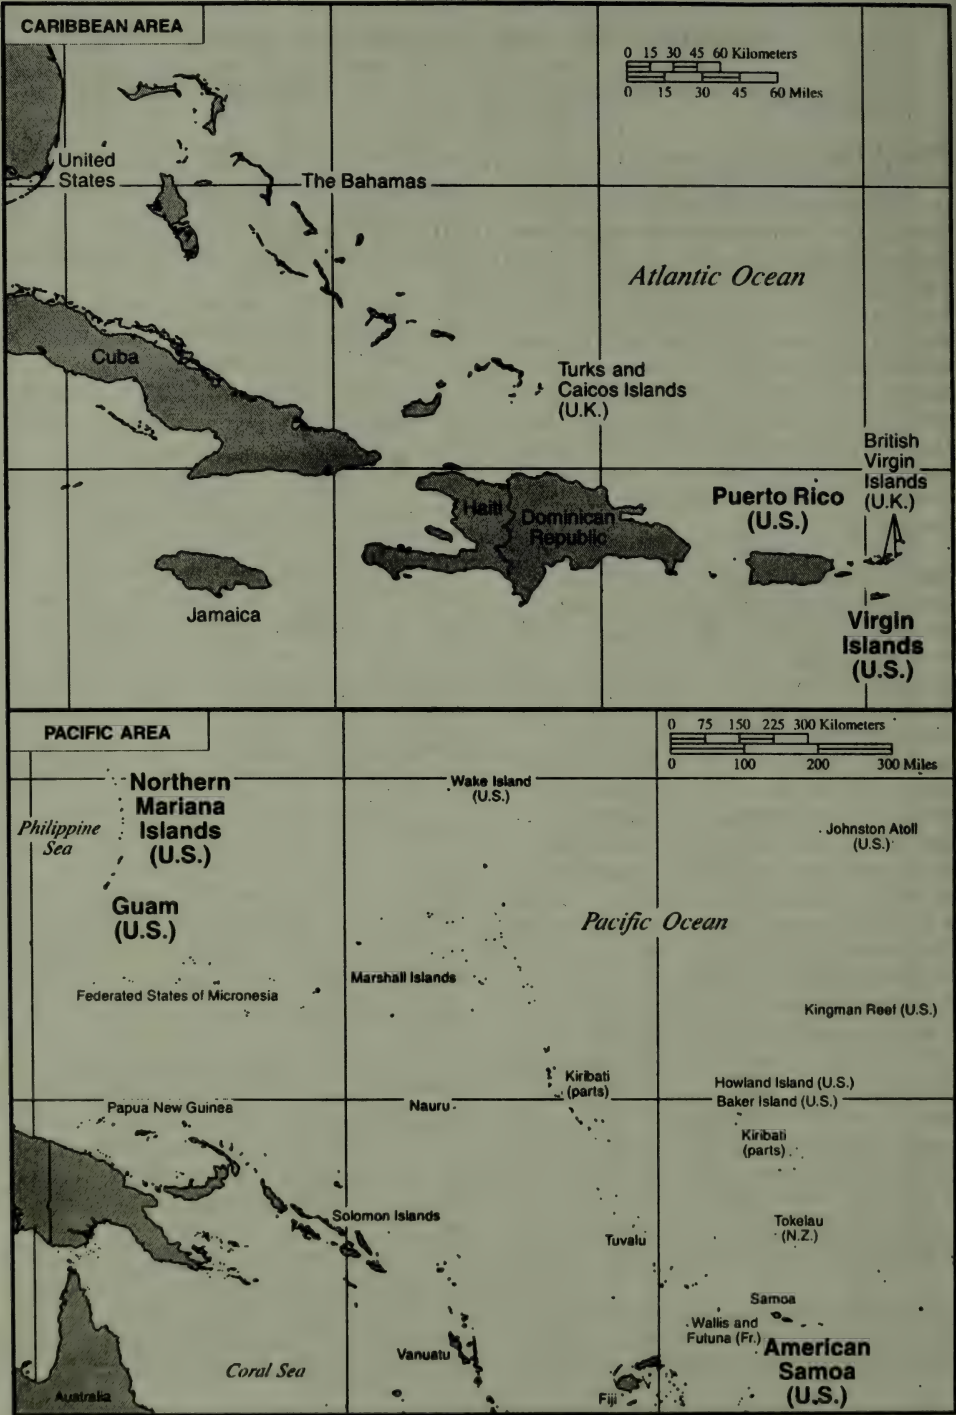 CARIBBEAN AREA
0 15 30 45 60 Kilometers
0 15 30 45 60 Miles
United
States
The Bahamas
Atlantic Ocean
Cuba
Turks and
Caicos Islands
(U.K.)
British
Virgin
Islands
(U.K.)
Puerto Rico
(U.S.)
Haiti
Dominican
Republic
Jamaica
Virgin
Islands
(U.S.)
PACIFIC AREA
0 75 150 225 300 Kilometers
0 100 200 300 Miles
Northern
Mariana
Islands
(U.S.)
Wake Island
(U.S.)
Philippine
Sea
Johnston Atoll
(U.S.)
Guam
(U.S.)
Pacific Ocean
Marshall Islands
Federated States of Micronesia
Kingman Reef (U.S.)
Kiribati
(parts)
Howland Island (U.S.)
Baker Island (U.S.)
Papua New Guinea
Nauru
Kiribati
(parts)
Solomon Islands
Tuvalu
Tokelau
(N.Z.)
Samoa
Wallis and
Futuna (Fr.)
American
Samoa
(U.S.)
Vanuatu
Coral Sea
Fiji
Australia